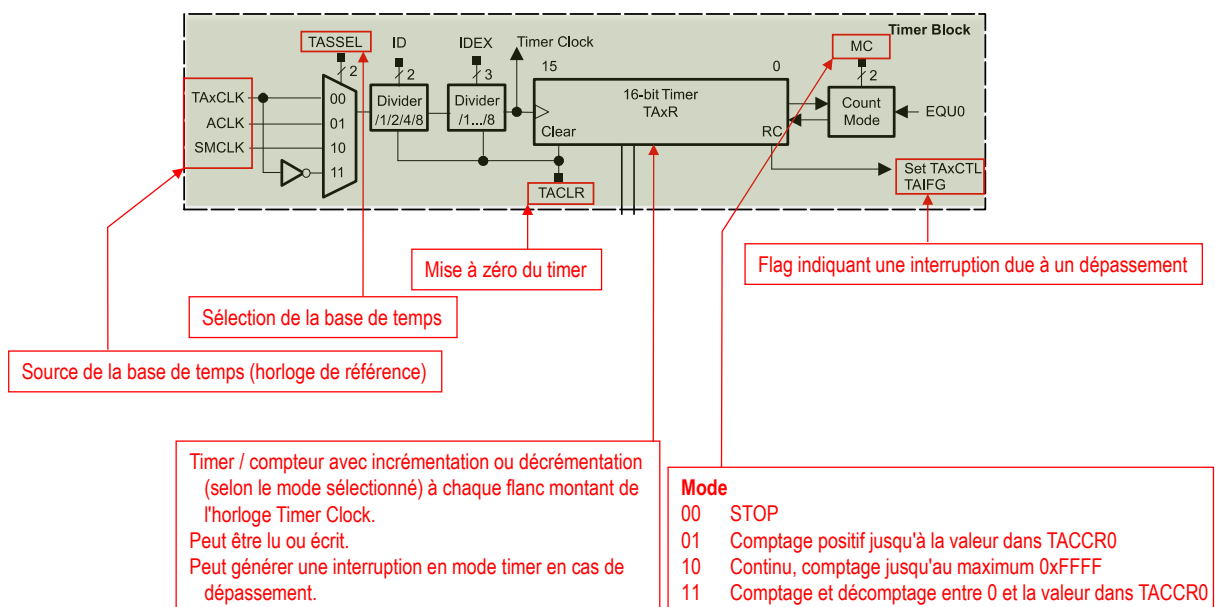 Timer Block
TASSEL
ID
IDEX
Timer Clock
MC
2
2
3
15
0
2
TAxCLK
ACLK
SMCLK
00
01
10
11
Divider
/1/2/4/8
Divider
/1.../8
16-bit Timer
TAxR
Clear
RC
Count
Mode
EQU0
Set TAxCTL
TAIFG
TACLR
Mise à zéro du timer
Flag indiquant une interruption due à un dépassement
Sélection de la base de temps
Source de la base de temps (horloge de référence)
Timer / compteur avec incrémentation ou décrémentation
(selon le mode sélectionné) à chaque flanc montant de
l'horloge Timer Clock.
Peut être lu ou écrit.
Peut générer une interruption en mode timer en cas de
dépassement.
Mode
00 STOP
01 Comptage positif jusqu'à la valeur dans TACCR0
10 Continu, comptage jusqu'au maximum 0xFFFF
11 Comptage et décomptage entre 0 et la valeur dans TACCR0